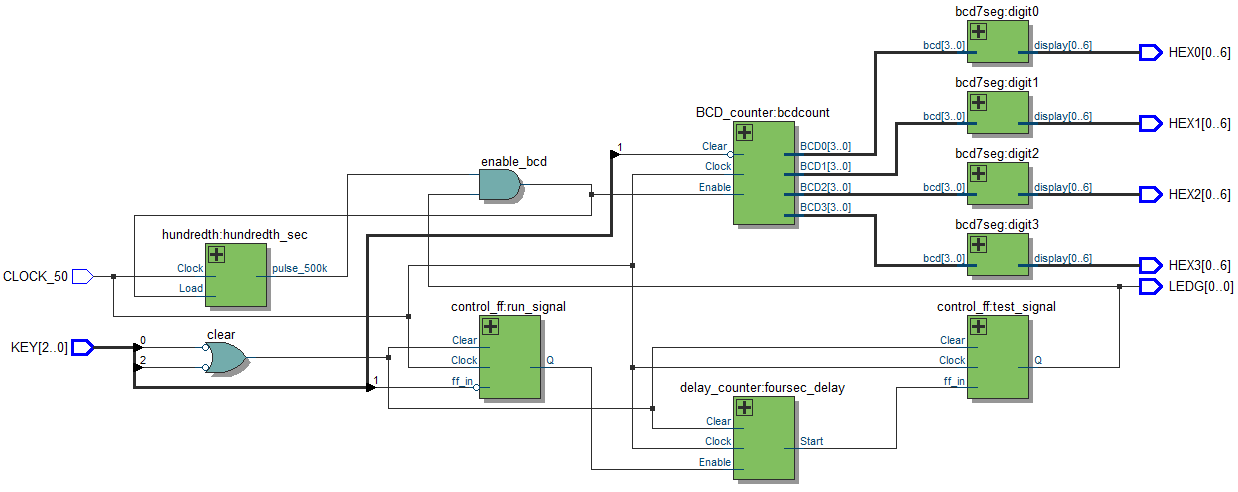 bcd7seg:digit0
bcd[3..0]
display[0..6]
HEX0[0..6]
bcd7seg:digit1
bcd[3..0]
display[0..6]
HEX1[0..6]
BCD_counter:bcdcount
Clear
Clock
Enable
BCD0[3..0]
BCD1[3..0]
BCD2[3..0]
BCD3[3..0]
1
enable_bcd
bcd7seg:digit2
bcd[3..0]
display[0..6]
HEX2[0..6]
bcd7seg:digit3
bcd[3..0]
display[0..6]
HEX3[0..6]
LEDG[0..0]
hundredth:hundredth_sec
Clock
Load
pulse_500k
CLOCK_50
KEY[2..0]
0
2
clear
1
control_ff:run_signal
Clear
Clock
ff_in
Q
control_ff:test_signal
Clear
Clock
ff_in
Q
delay_counter:foursec_delay
Clear
Clock
Enable
Start